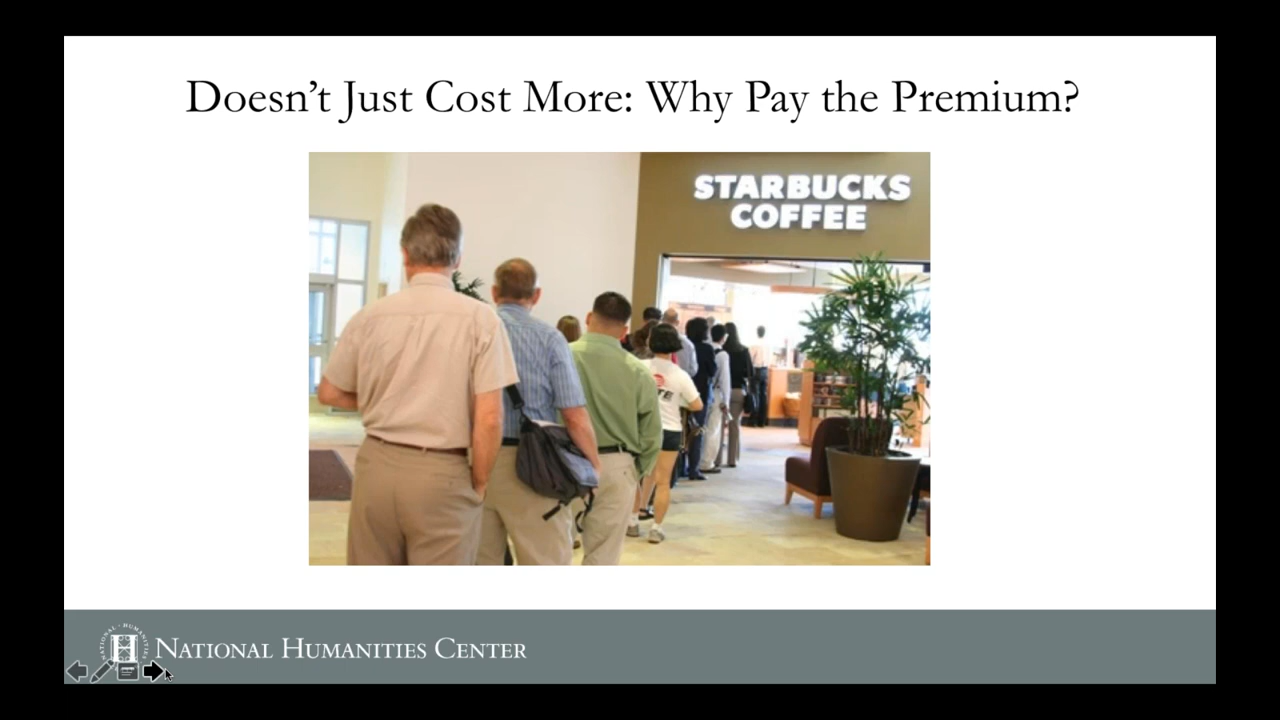 Doesn't Just Cost More: Why Pay the Premium?
STARBUCKS
COFFEE
NATIONAL HUMANITIES CENTER